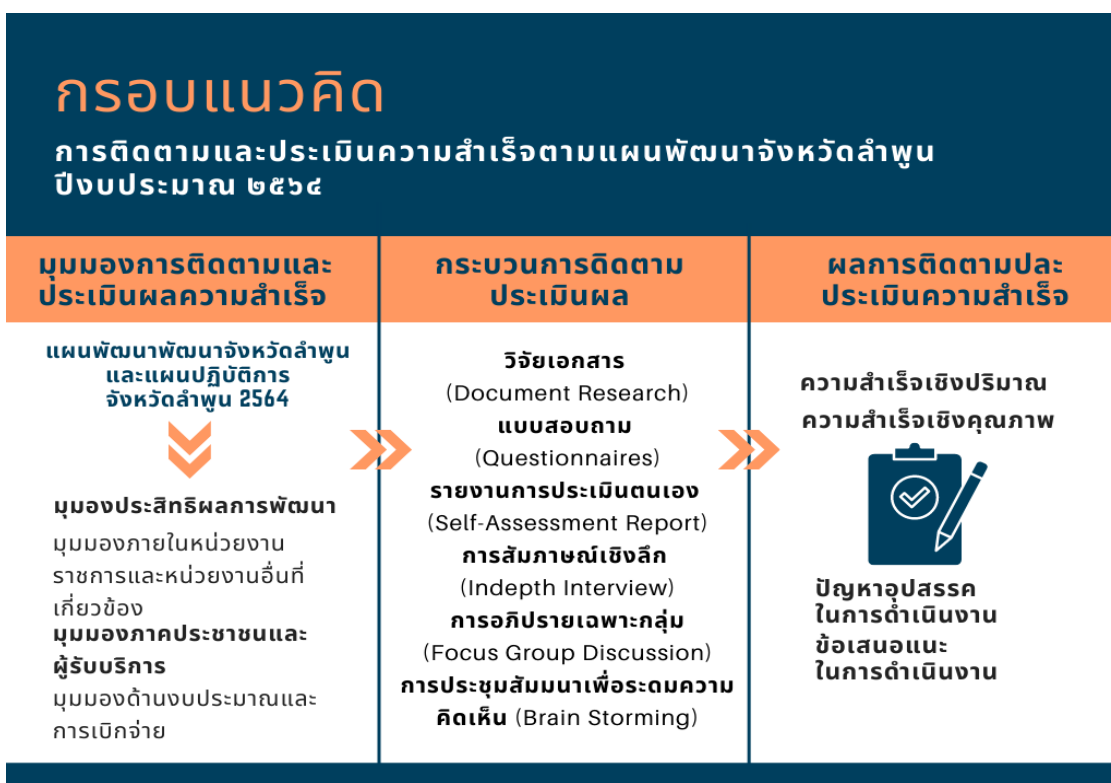 กรอบแนวคิด
การติดตามและประเมินความสำเร็จตามแผนพัฒนาจังหวัดลำพูน
ปีงบประมาณ ๒๕๖๔
มุมมองการติดตามและ
ประเมินผลความสำเร็จ
แผนพัฒนาพัฒนาจังหวัดลำพูน
และแผนปฏิบัติการ
จังหวัดลำพูน 2564
มุมองประสิทธิผลการพัฒนา
มุมมองภายในหน่วยงาน
ราชการและหน่วยงานอื่นที่
เกี่ยวข้อง
มุมมองภาคประชาชนและ
ผู้รับบริการ
มุมมองด้านงบประมาณและ
การเบิกจ่าย
กระบวนการติดตาม
ประเมินผล
วิจัยเอกสาร
(Document Research)
แบบสอบถาม
(Questionnaires)
รายงานการประเมินตนเอง
(Self-Assessment Report)
การสัมภาษณ์เชิงลึก
(Indepth Interview)
การอภิปรายเฉพาะกลุ่ม
(Focus Group Discussion)
การประชุมสัมมนาเพื่อระดมความ
คิดเห็น (Brain Storming)
ผลการติดตามปละ
ประเมินความสำเร็จ
ความสำเร็จเชิงปริมาณ
ความสำเร็จเชิงคุณภาพ
ปัญหาอุปสรรค
ในการดำเนินงาน
ข้อเสนอแนะ
ในการดำเนินงาน